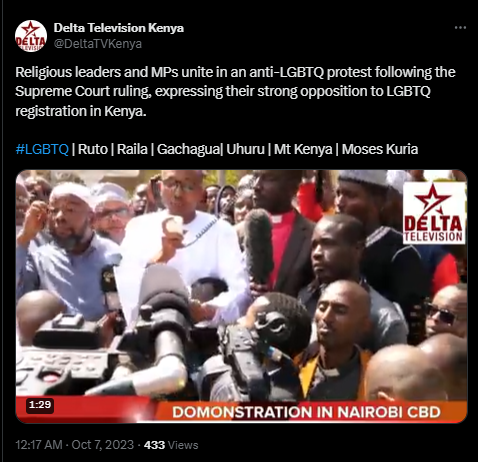 Delta Television Kenya
@DeltaTVKenya
Religious leaders and MPs unite in an anti-LGBTQ protest following the
Supreme Court ruling, expressing their strong opposition to LGBTQ
registration in Kenya.
#LGBTQ | Ruto | Raila | Gachagua| Uhuru | Mt Kenya | Moses Kuria
DELTA
TELEVISION
1:29
DOMONSTRATION IN NAIROBI CBD
12:17 AM · Oct 7, 2023 · 433 Views